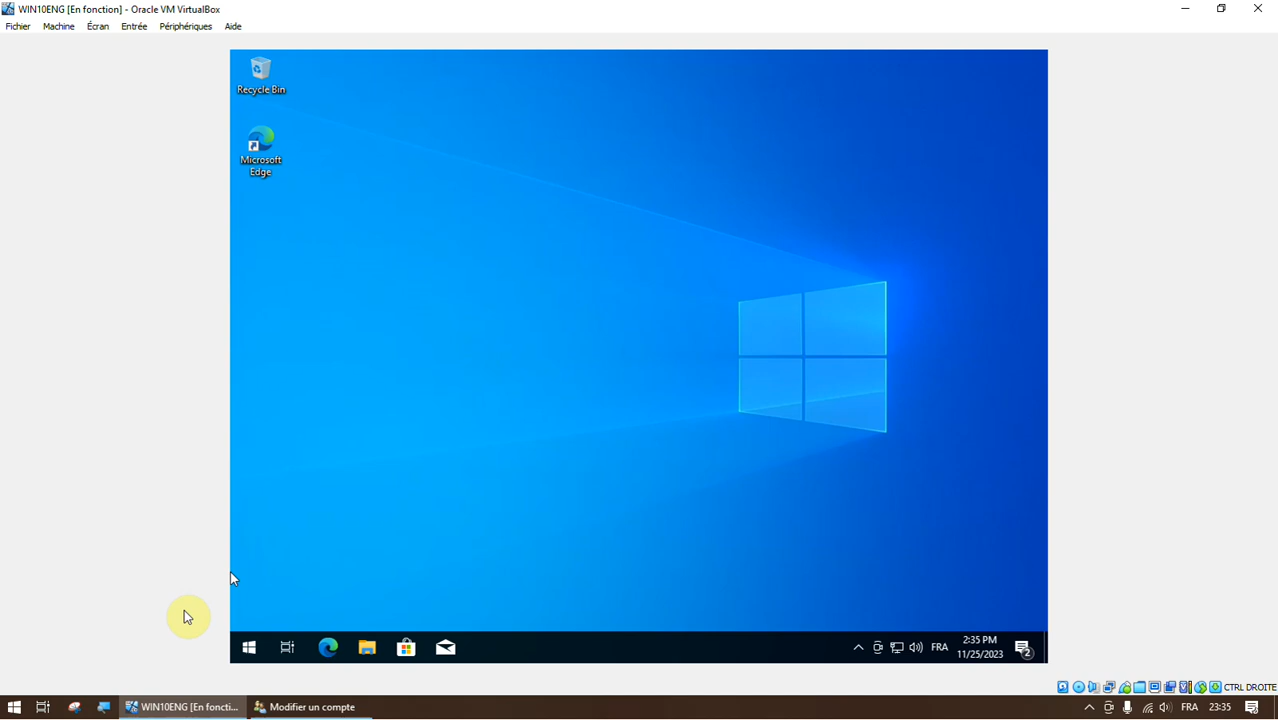 WIN10ENG [En fonction] - Oracle VM VirtualBox
Fichier Machine Écran Entrée Périphériques Aide
Recycle Bin
Microsoft
Edge
FRA
2:35 PM
11/25/2023
2
CTRL DROITE
WIN10ENG [En foncti...
Modifier un compte
FRA
23:35